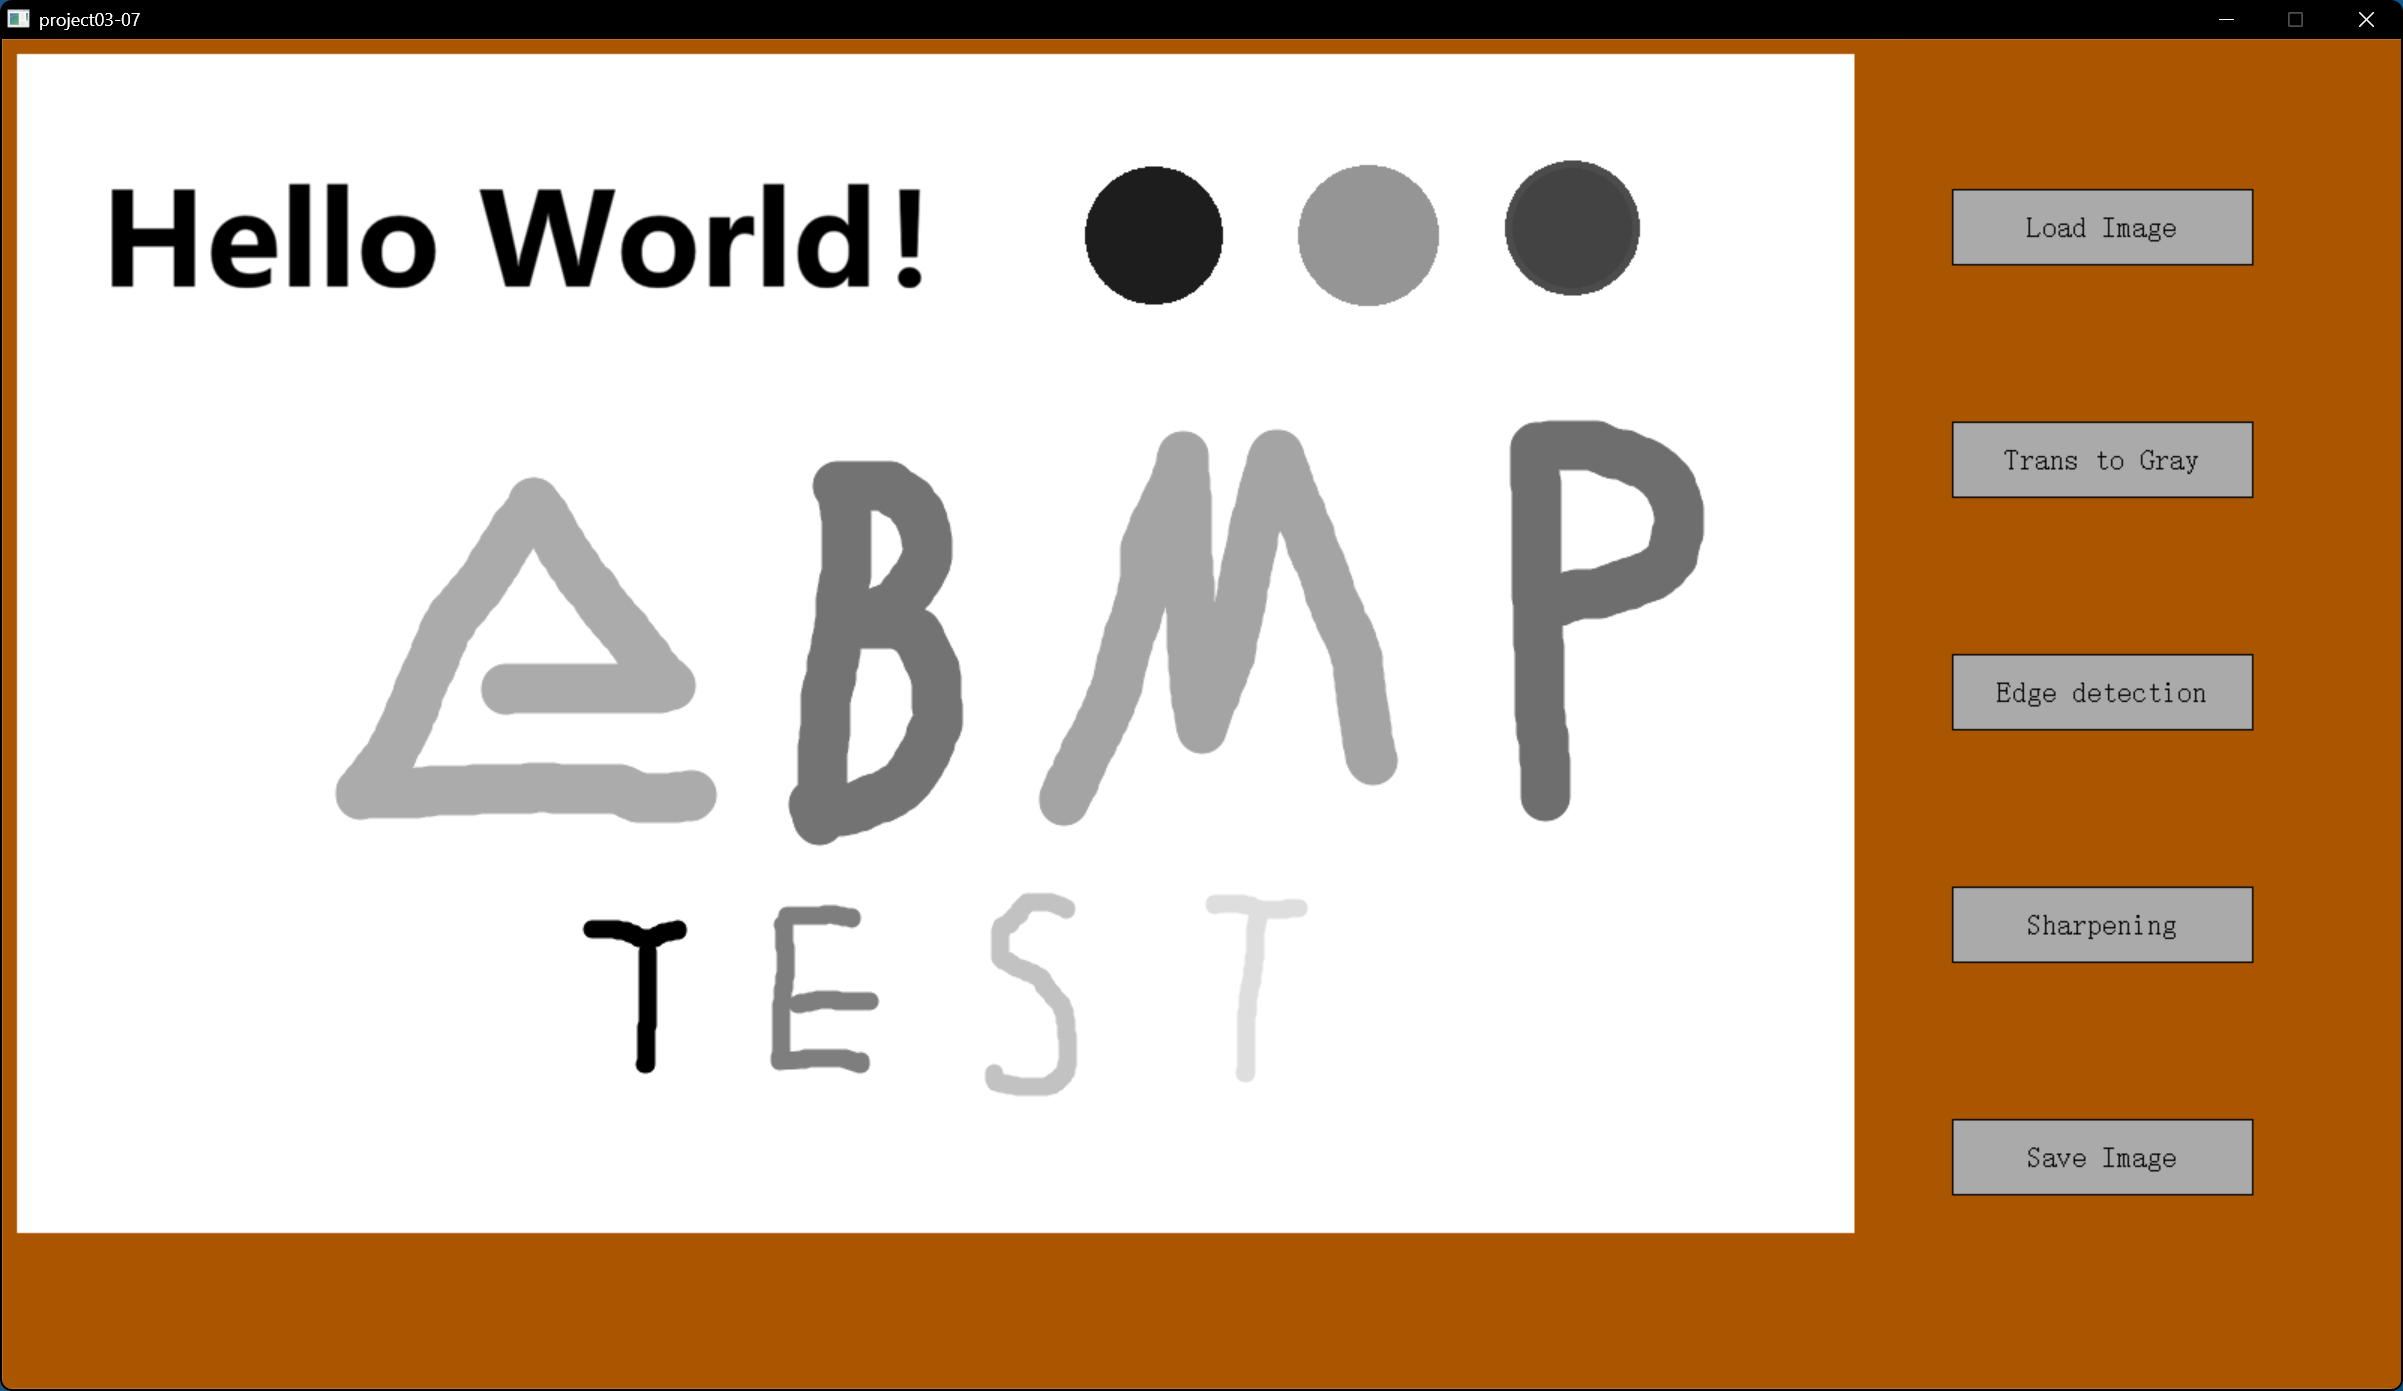 project03-07
Hello World!
Load Image
Trans to Gray
BMP
Edge detection
TEST
Sharpening
Save Image